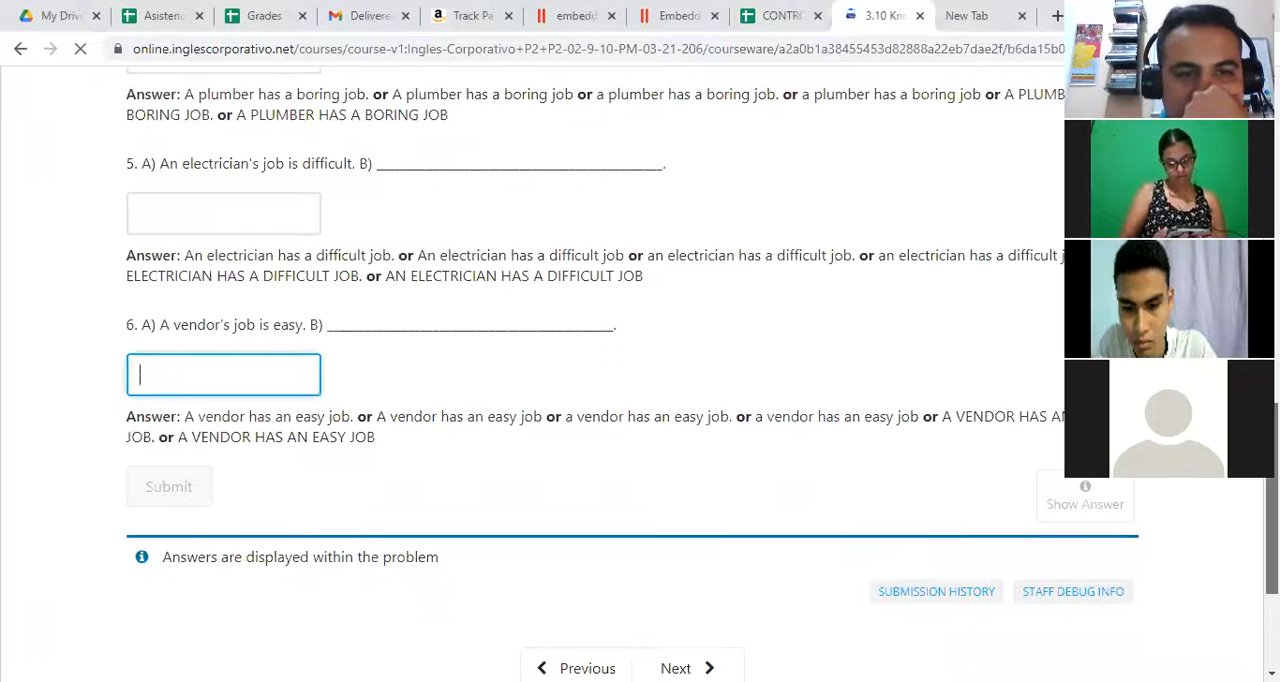 My Driv
Asistenc
Grades
Delivere
Track Pa
embedd
Embedd
CONTRO
3.10 Kno
New Tab
online.inglescorporativo.net/courses/course-v1:Ingles-Corporativo+P2+P2-02-9-10-PM-03-21-206/courseware/a2a0b1a38455453d82888a22eb7dae2f/b6da15b0
Answer: A plumber has a boring job. or A plumber has a boring job or a plumber has a boring job. or a plumber has a boring job or A PLUMB
BORING JOB. or A PLUMBER HAS A BORING JOB
5. A) An electrician's job is difficult. B) ___________________________________.
Answer: An electrician has a difficult job. or An electrician has a difficult job or an electrician has a difficult job. or an electrician has a difficult j
ELECTRICIAN HAS A DIFFICULT JOB. or AN ELECTRICIAN HAS A DIFFICULT JOB
6. A) A vendor's job is easy. B) ___________________________________.
Answer: A vendor has an easy job. or A vendor has an easy job or a vendor has an easy job. or a vendor has an easy job or A VENDOR HAS AN
JOB. or A VENDOR HAS AN EASY JOB
Submit
Show Answer
Answers are displayed within the problem
SUBMISSION HISTORY
STAFF DEBUG INFO
Previous
Next